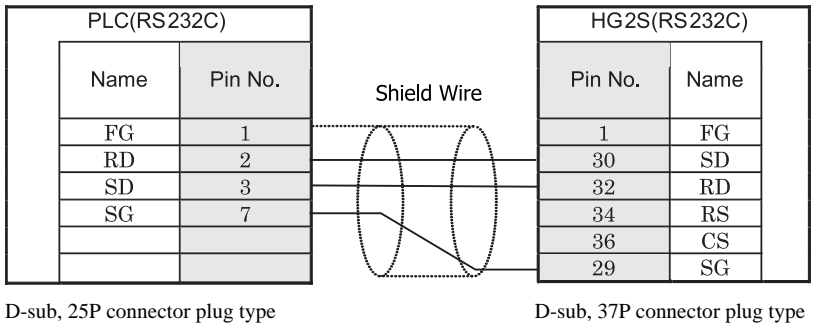 PLC(RS232C) HG2S(RS232C)
Name Pin No. Shield Wire Pin No. Name
FG 1 1 FG
RD 2 30 SD
SD 3 32 RD
SG 7 34 RS
36 CS
29 SG
D-sub, 25P connector plug type D-sub, 37P connector plug type